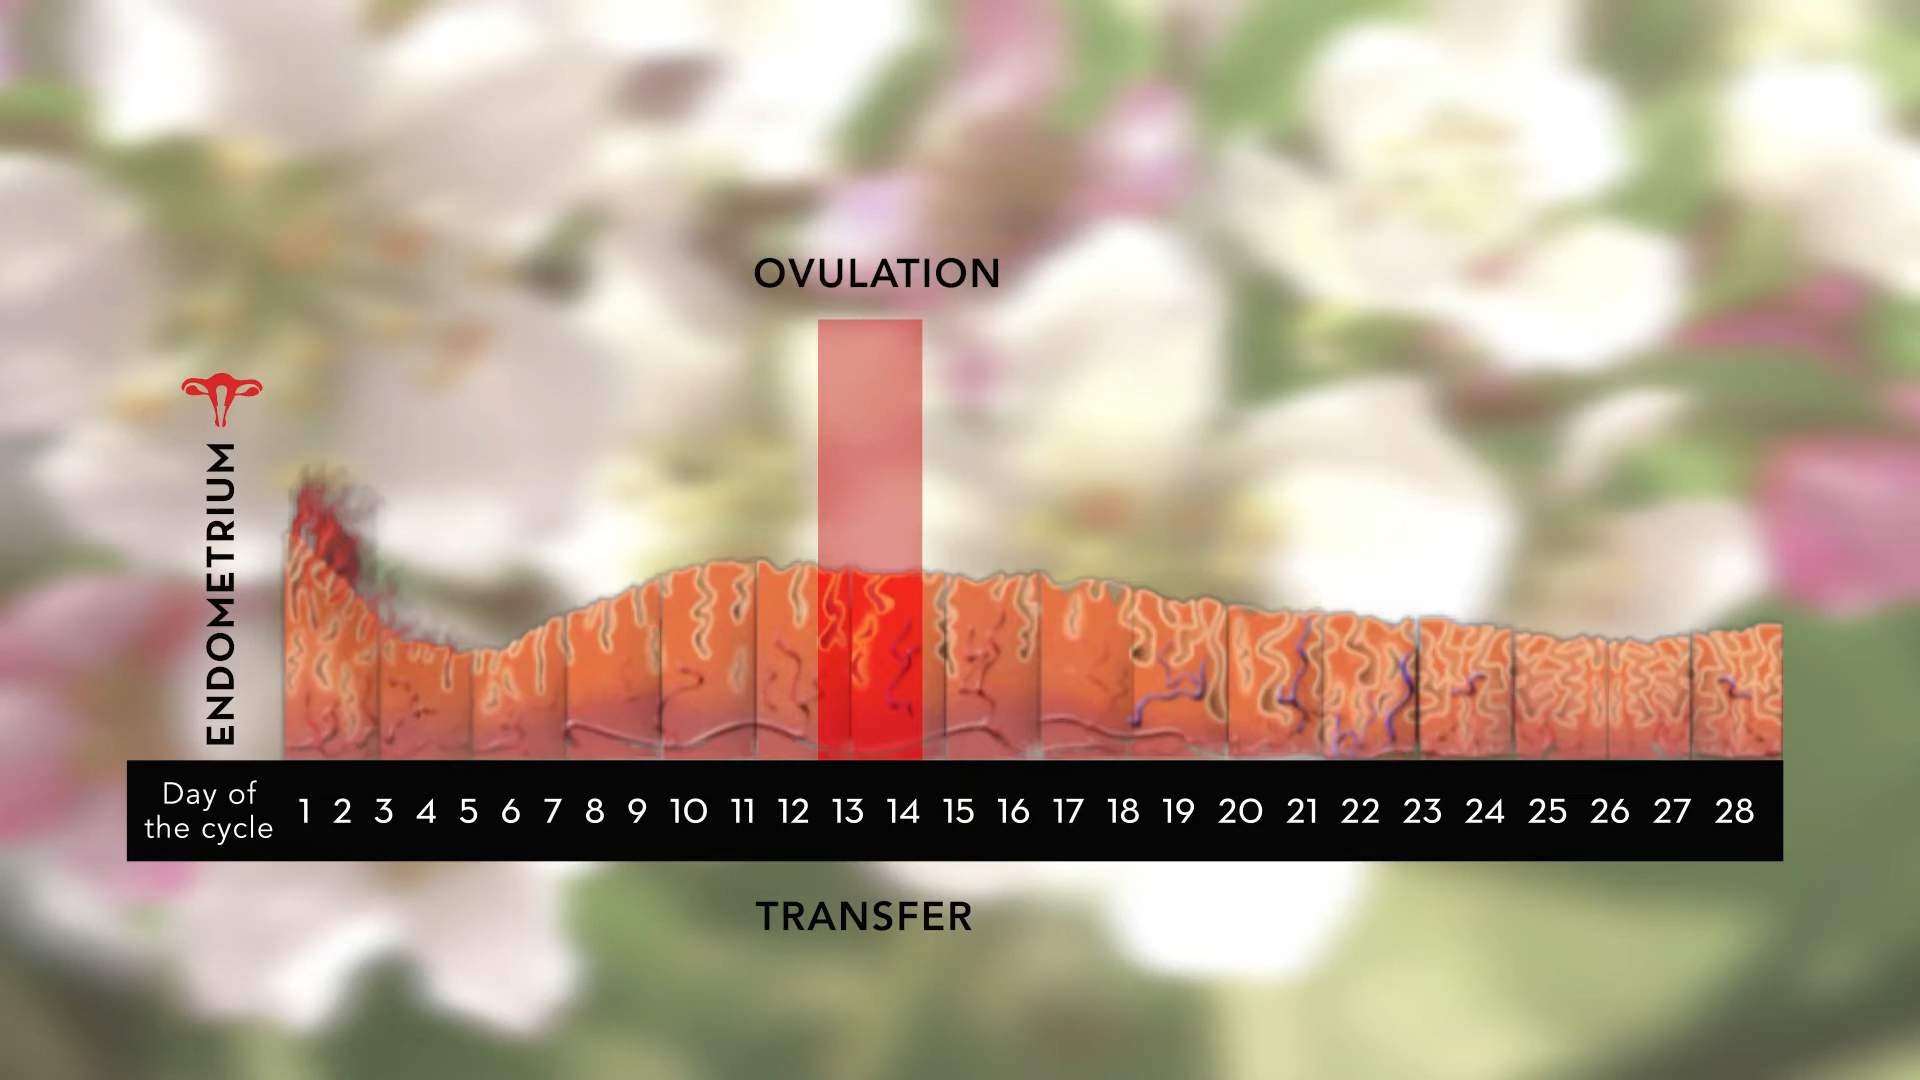 OVULATION
ENDOMETRIUM
Day of
the cycle
1 2 3 4 5 6 7 8 9 10 11 12 13 14 15 16 17 18 19 20 21 22 23 24 25 26 27 28
TRANSFER